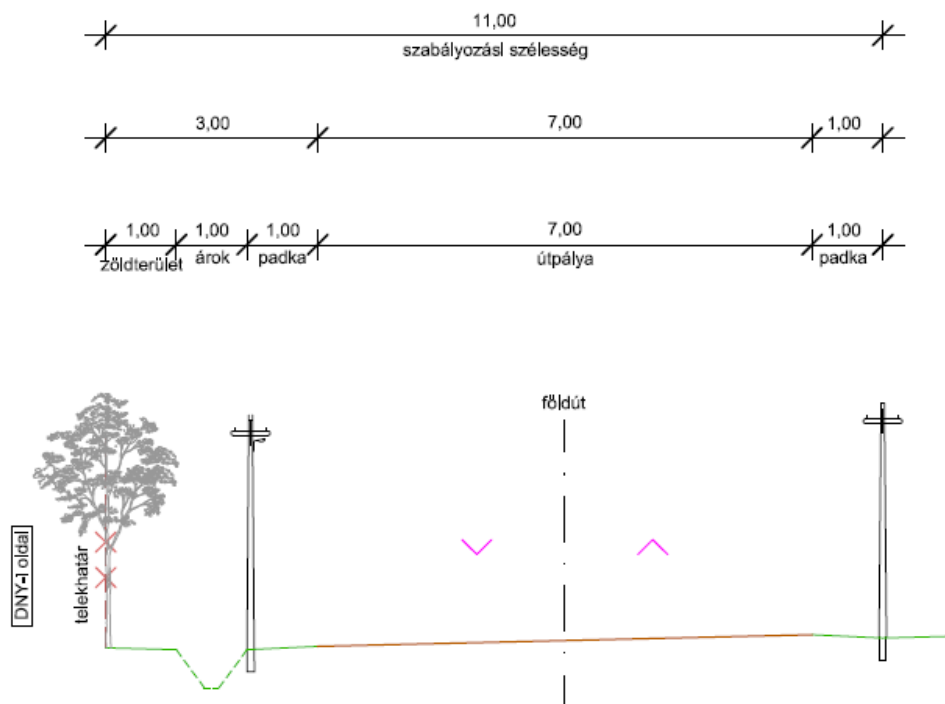 11,00
szabályozási szélesség
3,00 7,00 1,00
1,00 1,00 1,00 7,00 1,00
zöldterület árok padka útpálya padka
földút
DNY-i oldal
telekhatár